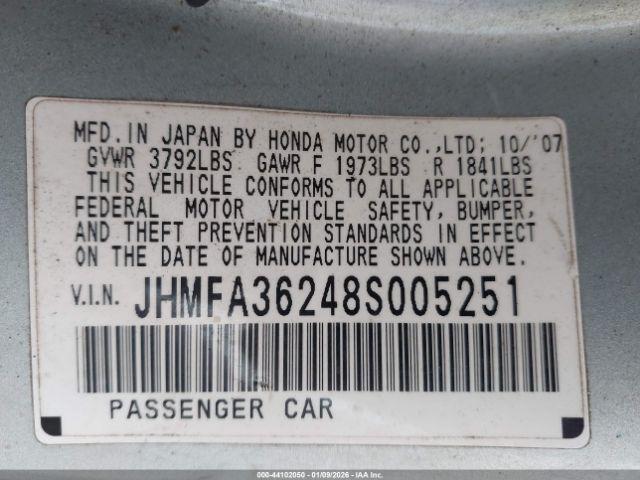 MFD. IN JAPAN BY HONDA MOTOR CO., LTD; 10/'07
GVWR 3792LBS GAWR F 1973LBS R 1841LBS
THIS VEHICLE CONFORMS TO ALL APPLICABLE
FEDERAL MOTOR VEHICLE SAFETY, BUMPER,
AND THEFT PREVENTION STANDARDS IN EFFECT
ON THE DATE OF MANUFACTURE SHOWN ABOVE.
V.I.N. JHMFA36248S005251
PASSENGER CAR
000-44102050 - 01/09/2026 - IAA Inc.